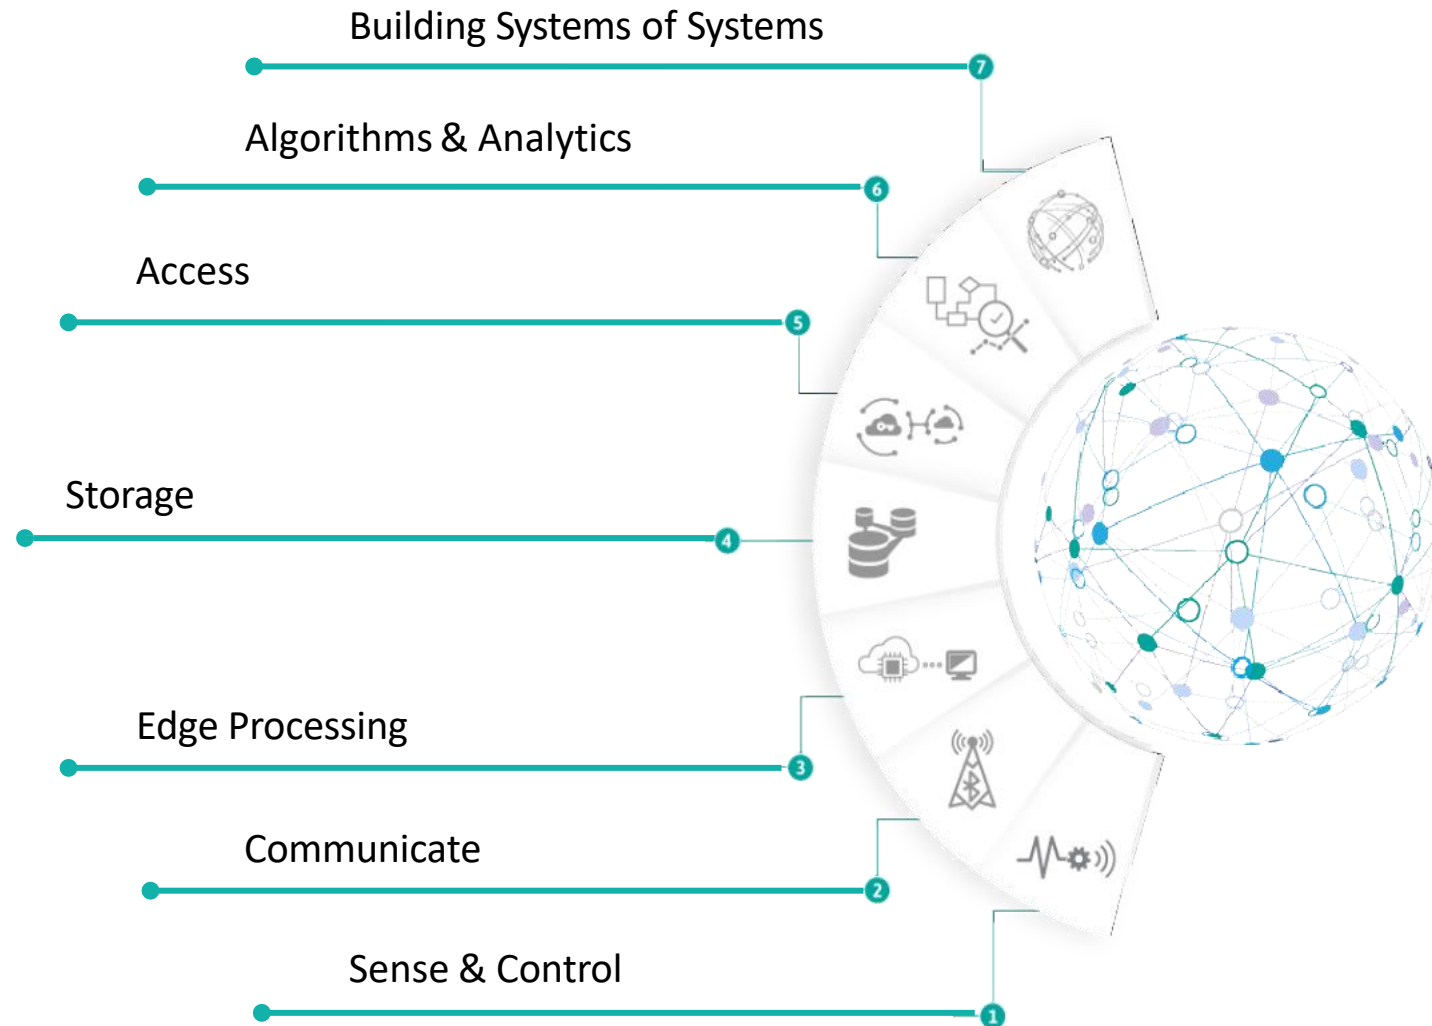 Building Systems of Systems
7
Algorithms & Analytics
6
Access
5
Storage
4
Edge Processing
3
Communicate
2
Sense & Control
1